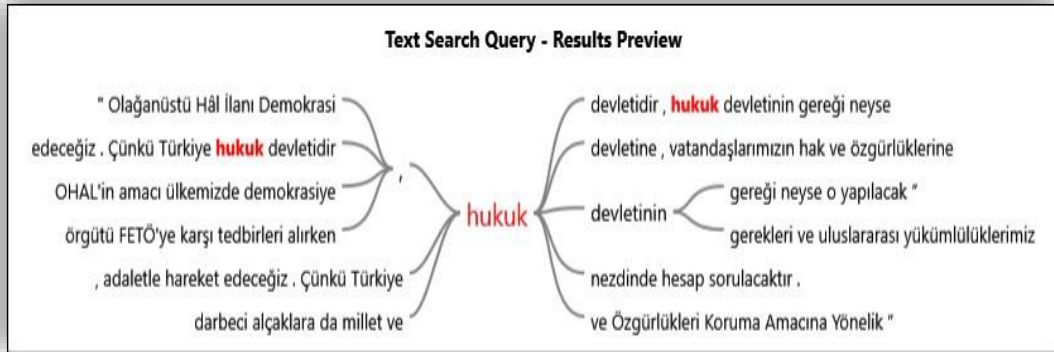 Text Search Query - Results Preview
" Olağanüstü Hâl İlanı Demokrasi
edeceğiz . Çünkü Türkiye hukuk devletidir
OHAL'in amacı ülkemizde demokrasiye
örgütü FETÖ'ye karşı tedbirleri alırken
,
, adaletle hareket edeceğiz . Çünkü Türkiye
darbeci alçaklara da millet ve
hukuk
devletidir , hukuk devletinin gereği neyse
devletine , vatandaşlarımızın hak ve özgürlüklerine
devletinin
gereği neyse o yapılacak "
gerekleri ve uluslararası yükümlülüklerimiz
nezdinde hesap sorulacaktır .
ve Özgürlükleri Koruma Amacına Yönelik "